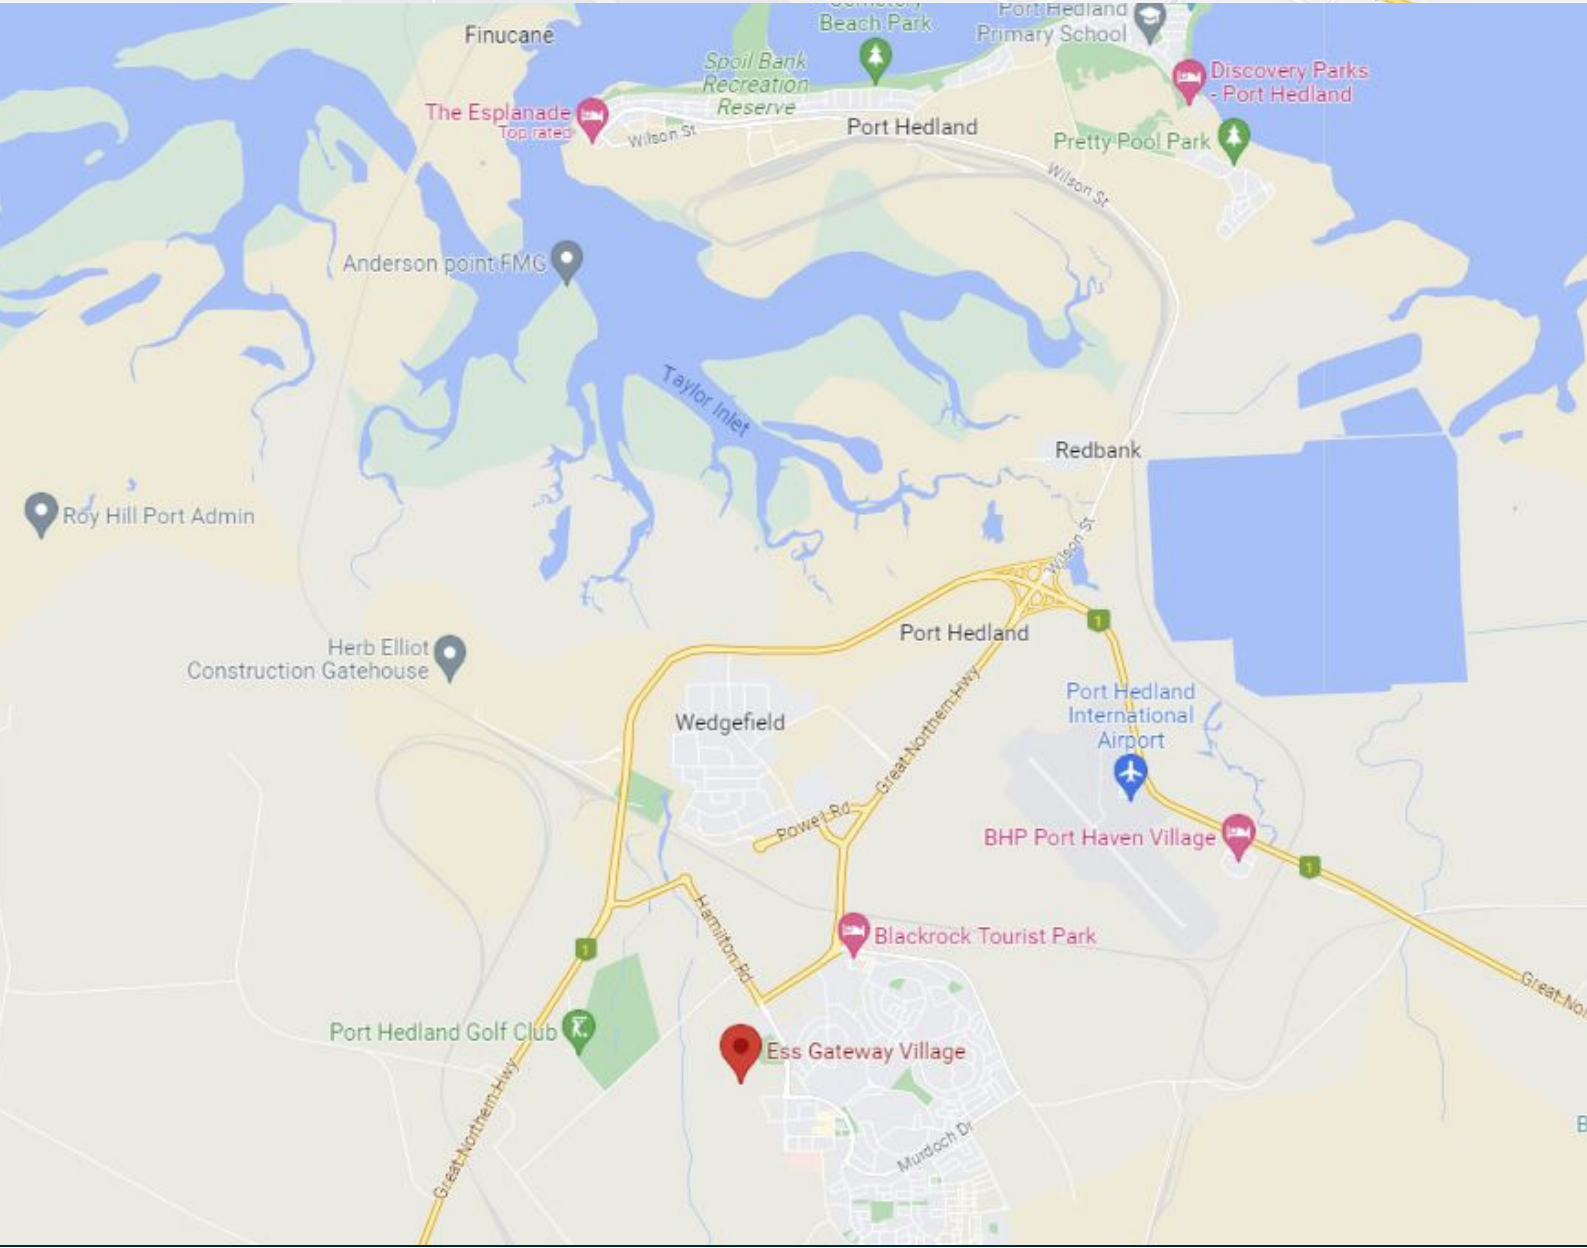 Cemetery
Beach Park
Port Hedland
Primary School
Finucane
Spoil Bank
Recreation
Reserve
Discovery Parks
- Port Hedland
The Esplanade
Top rated
Wilson St
Port Hedland
Pretty Pool Park
Wilson St
Anderson point FMG
Taylor Inlet
Redbank
Roy Hill Port Admin
Wilson St
1
Port Hedland
Herb Elliot
Construction Gatehouse
Port Hedland
International
Airport
Wedgefield
Great Northern Hwy
Powell Rd
BHP Port Haven Village
1
Hamilton Rd
Blackrock Tourist Park
1
Great No
Port Hedland Golf Club
Ess Gateway Village
Great Northern Hwy
Murdoch Dr
B